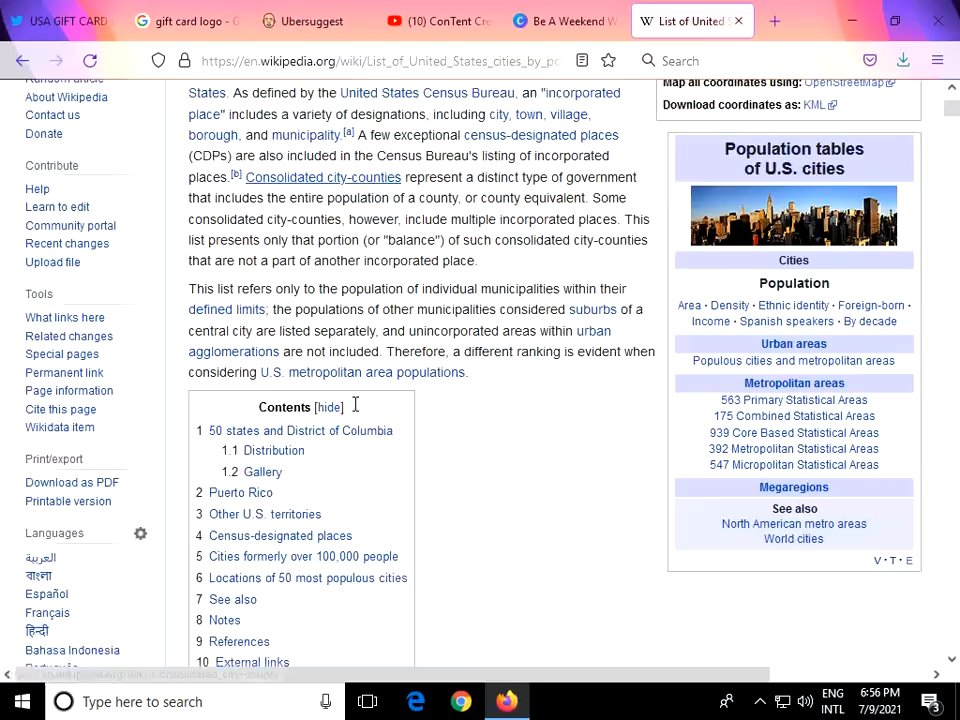 USA GIFT CARD
gift card logo - G
Ubersuggest
(10) ConTent Cre
Be A Weekend W
List of United S
https://en.wikipedia.org/wiki/List_of_United_States_cities_by_po
Search
About Wikipedia
Contact us
Donate
Contribute
Help
Learn to edit
Community portal
Recent changes
Upload file
Tools
What links here
Related changes
Special pages
Permanent link
Page information
Cite this page
Wikidata item
Print/export
Download as PDF
Printable version
Languages
العربية
বাংলা
Español
Français
हिन्दी
Bahasa Indonesia
States. As defined by the United States Census Bureau, an "incorporated
place" includes a variety of designations, including city, town, village,
borough, and municipality.[a] A few exceptional census-designated places
(CDPs) are also included in the Census Bureau's listing of incorporated
places.[b] Consolidated city-counties represent a distinct type of government
that includes the entire population of a county, or county equivalent. Some
consolidated city-counties, however, include multiple incorporated places. This
list presents only that portion (or "balance") of such consolidated city-counties
that are not a part of another incorporated place.
This list refers only to the population of individual municipalities within their
defined limits; the populations of other municipalities considered suburbs of a
central city are listed separately, and unincorporated areas within urban
agglomerations are not included. Therefore, a different ranking is evident when
considering U.S. metropolitan area populations.
Contents [hide]
1 50 states and District of Columbia
1.1 Distribution
1.2 Gallery
2 Puerto Rico
3 Other U.S. territories
4 Census-designated places
5 Cities formerly over 100,000 people
6 Locations of 50 most populous cities
7 See also
8 Notes
9 References
10 External links
Map all coordinates using: OpenStreetMap
Download coordinates as: KML
Population tables
of U.S. cities
Cities
Population
Area · Density · Ethnic identity · Foreign-born ·
Income · Spanish speakers · By decade
Urban areas
Populous cities and metropolitan areas
Metropolitan areas
563 Primary Statistical Areas
175 Combined Statistical Areas
939 Core Based Statistical Areas
392 Metropolitan Statistical Areas
547 Micropolitan Statistical Areas
Megaregions
See also
North American metro areas
World cities
V · T · E
Type here to search
ENG
INTL
6:56 PM
7/9/2021
3